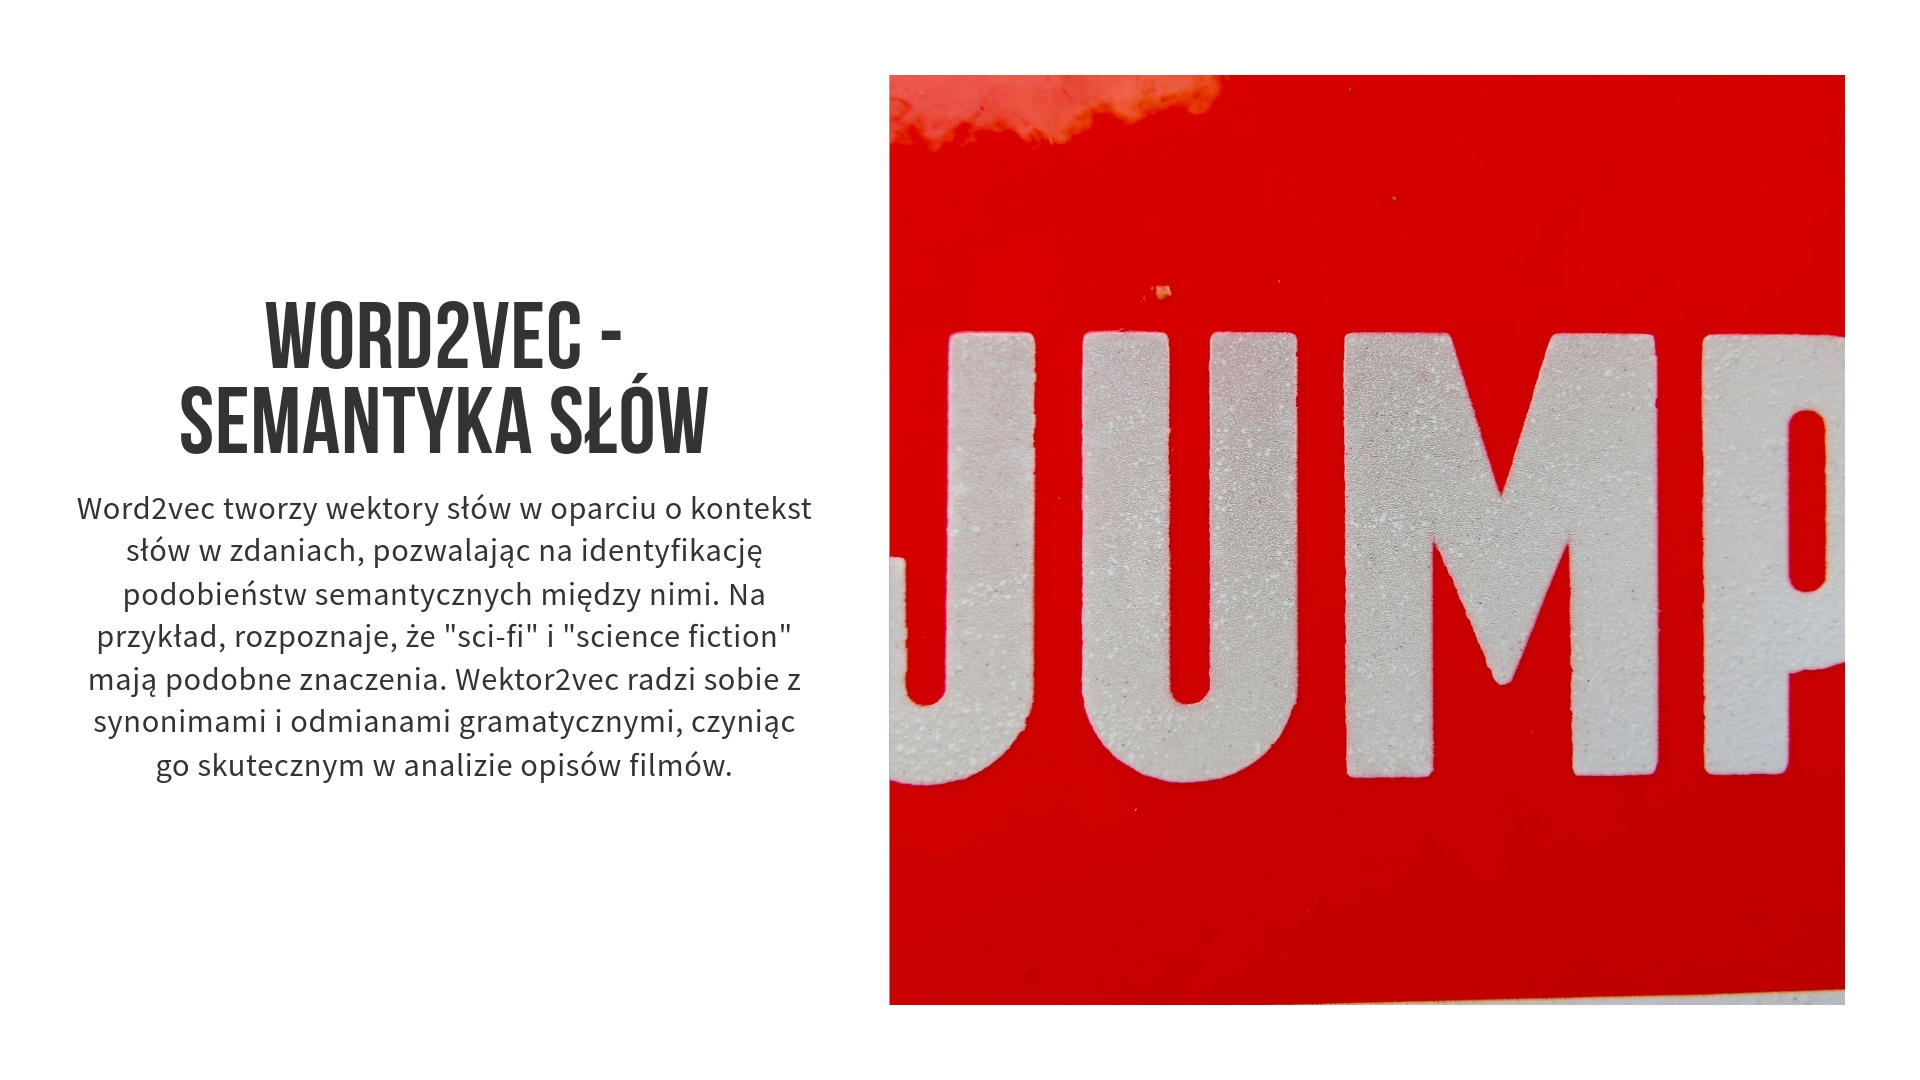 WORD2VEC -
SEMANTYKA SŁÓW
Word2vec tworzy wektory słów w oparciu o kontekst
słów w zdaniach, pozwalając na identyfikację
podobieństw semantycznych między nimi. Na
przykład, rozpoznaje, że "sci-fi" i "science fiction"
mają podobne znaczenia. Wektor2vec radzi sobie z
synonimami i odmianami gramatycznymi, czyniąc
go skutecznym w analizie opisów filmów.
JUMP